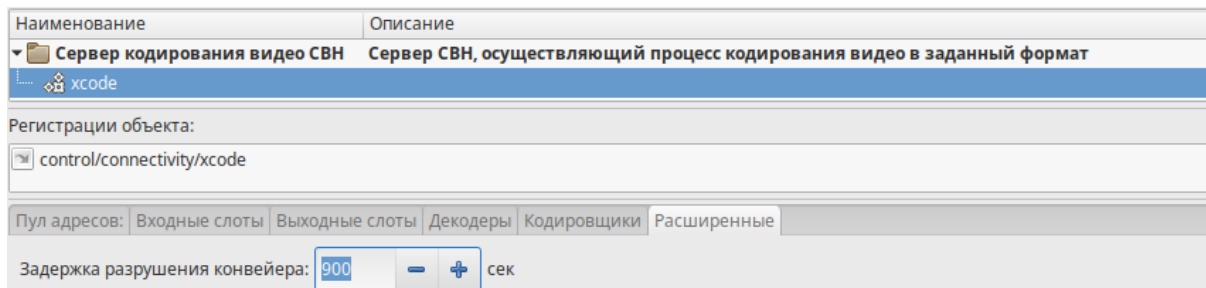 Наименование Описание
Сервер кодирования видео СВН Сервер СВН, осуществляющий процесс кодирования видео в заданный формат
xcode
Регистрации объекта:
control/connectivity/xcode
Пул адресов: Входные слоты Выходные слоты Декодеры Кодировщики Расширенные
Задержка разрушения конвейера: 900 сек